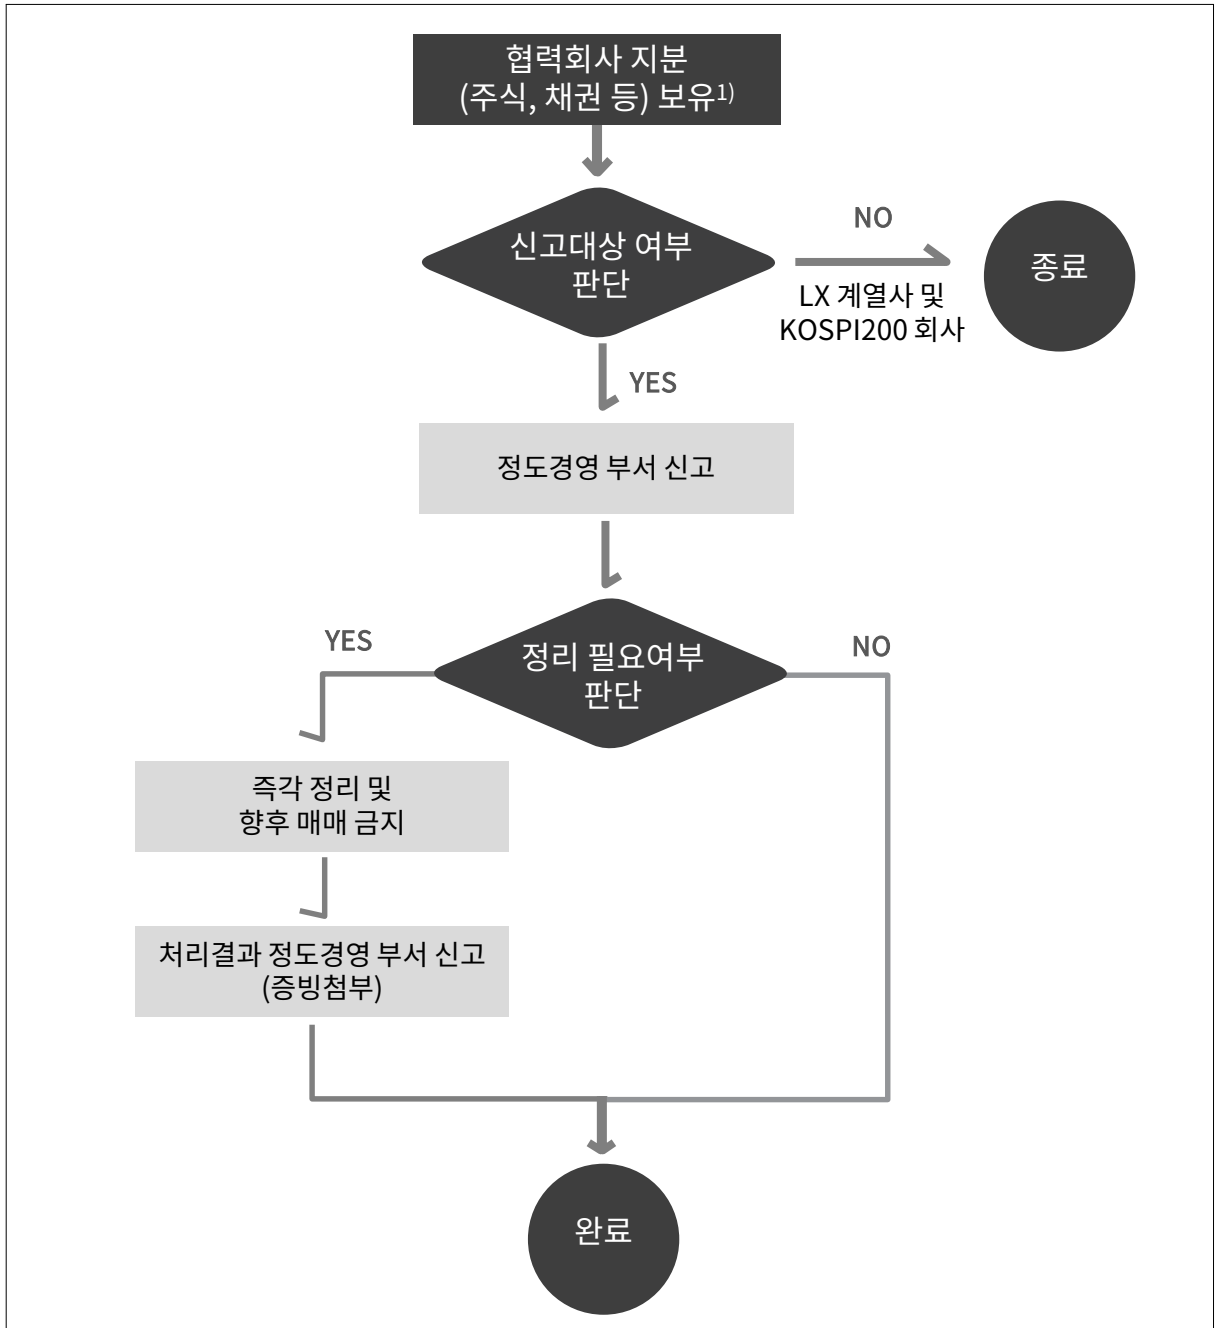 협력회사 지분
(주식, 채권 등) 보유1)
신고대상 여부
판단
NO
LX 계열사 및
KOSPI200 회사
종료
YES
정도경영 부서 신고
정리 필요여부
판단
YES
NO
즉각 정리 및
향후 매매 금지
처리결과 정도경영 부서 신고
(증빙첨부)
완료